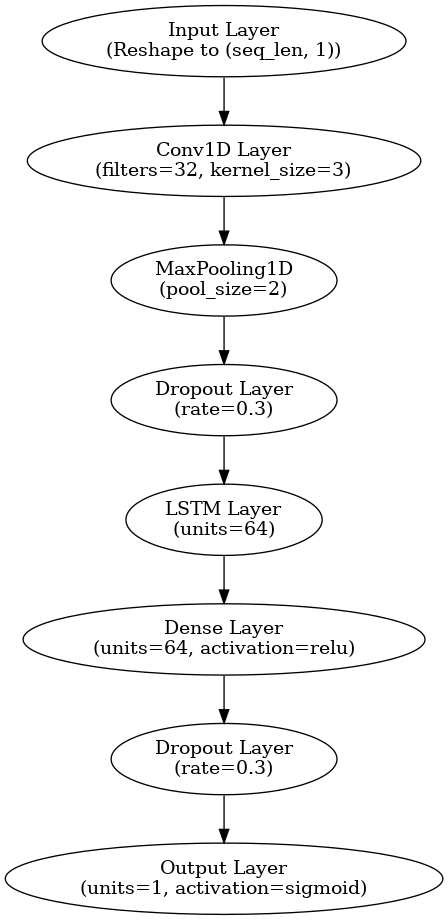 Input Layer
(Reshape to (seq_len, 1))
Conv1D Layer
(filters=32, kernel_size=3)
MaxPooling1D
(pool_size=2)
Dropout Layer
(rate=0.3)
LSTM Layer
(units=64)
Dense Layer
(units=64, activation=relu)
Dropout Layer
(rate=0.3)
Output Layer
(units=1, activation=sigmoid)